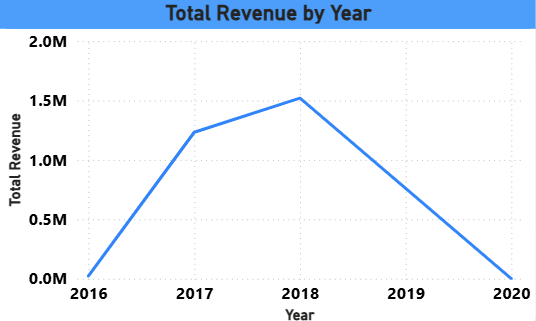 Total Revenue by Year
2.0M
1.5M
1.0M
0.5M
0.0M
Total Revenue
2016 2017 2018 2019 2020
Year